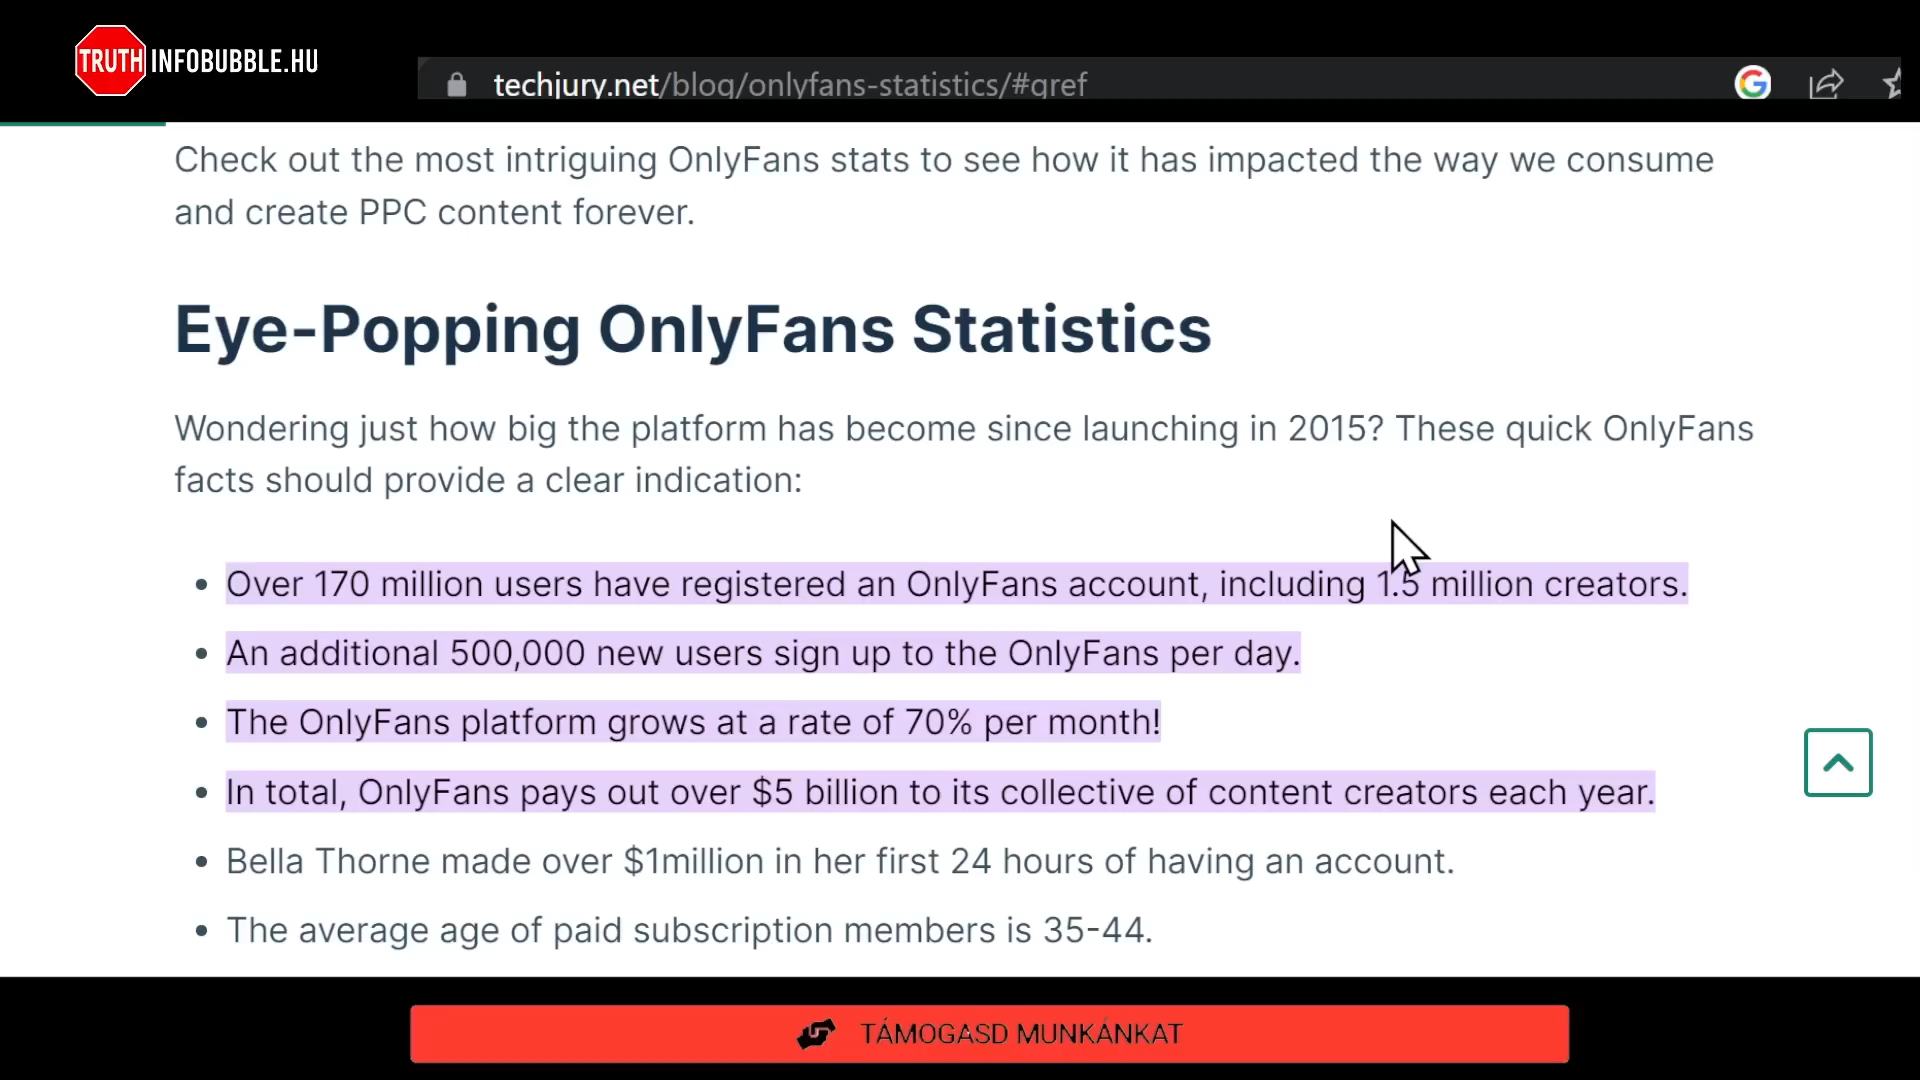 TRUTH INFOBUBBLE.HU
techjury.net/blog/onlyfans-statistics/#gref
Check out the most intriguing OnlyFans stats to see how it has impacted the way we consume
and create PPC content forever.
Eye-Popping OnlyFans Statistics
Wondering just how big the platform has become since launching in 2015? These quick OnlyFans
facts should provide a clear indication:
• Over 170 million users have registered an OnlyFans account, including 1.5 million creators.
• An additional 500,000 new users sign up to the OnlyFans per day.
• The OnlyFans platform grows at a rate of 70% per month!
• In total, OnlyFans pays out over $5 billion to its collective of content creators each year.
• Bella Thorne made over $1million in her first 24 hours of having an account.
• The average age of paid subscription members is 35-44.
TÁMOGASD MUNKÁNKAT